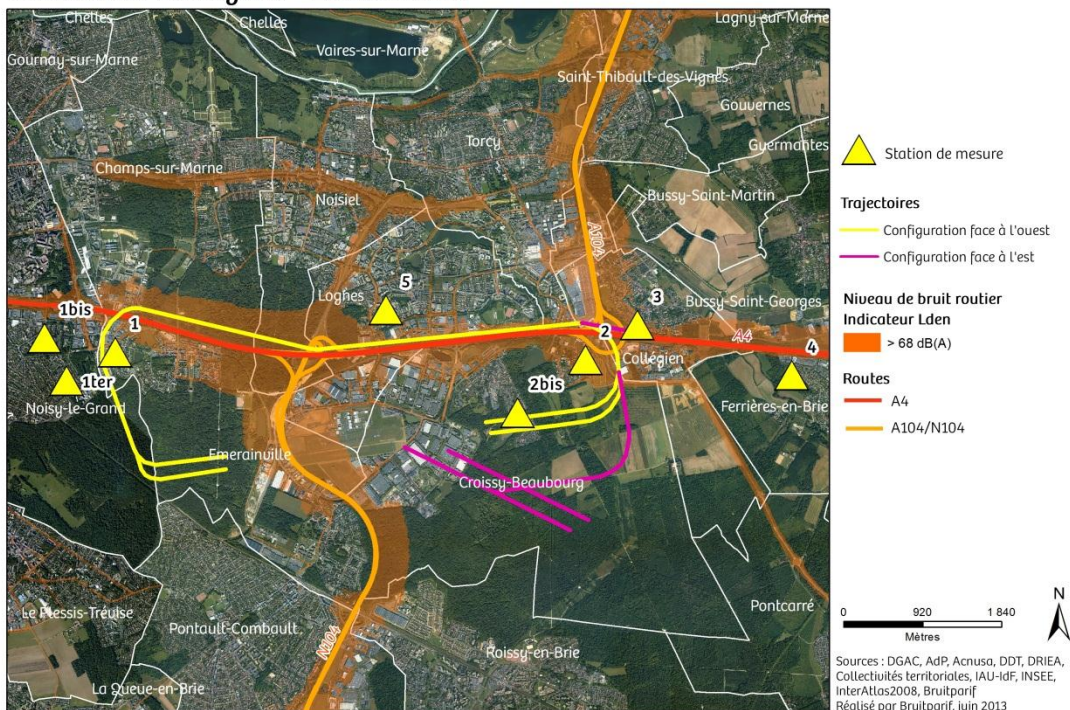 Chelles
Chelles
Lagny-sur-Marne
Gournay-sur-Marne
Vaires-sur-Marne
Saint-Thibault-des-Vignes
Gouvernes
Torcy
Guermantes
Champs-sur-Marne
Noisiel
Bussy-Saint-Martin
A104
Lognes
5
3
Bussy-Saint-Georges
1bis
1
2
A4
4
Collégien
1ter
2bis
Noisy-le-Grand
Ferrières-en-Brie
Emerainville
Croissy-Beaubourg
Le Plessis-Trévise
Pontault-Combault
Pontcarré
N104
Roissy-en-Brie
La Queue-en-Brie
Station de mesure
Trajectoires
Configuration face à l'ouest
Configuration face à l'est
Niveau de bruit routier
Indicateur Lden
> 68 dB(A)
Routes
A4
A104/N104
N
0 920 1 840
Mètres
Sources : DGAC, AdP, Acnusa, DDT, DRIEA,
Collectivités territoriales, IAU-IdF, INSEE,
InterAtlas2008, Bruitparif
Réalisé par Bruitparif, juin 2013